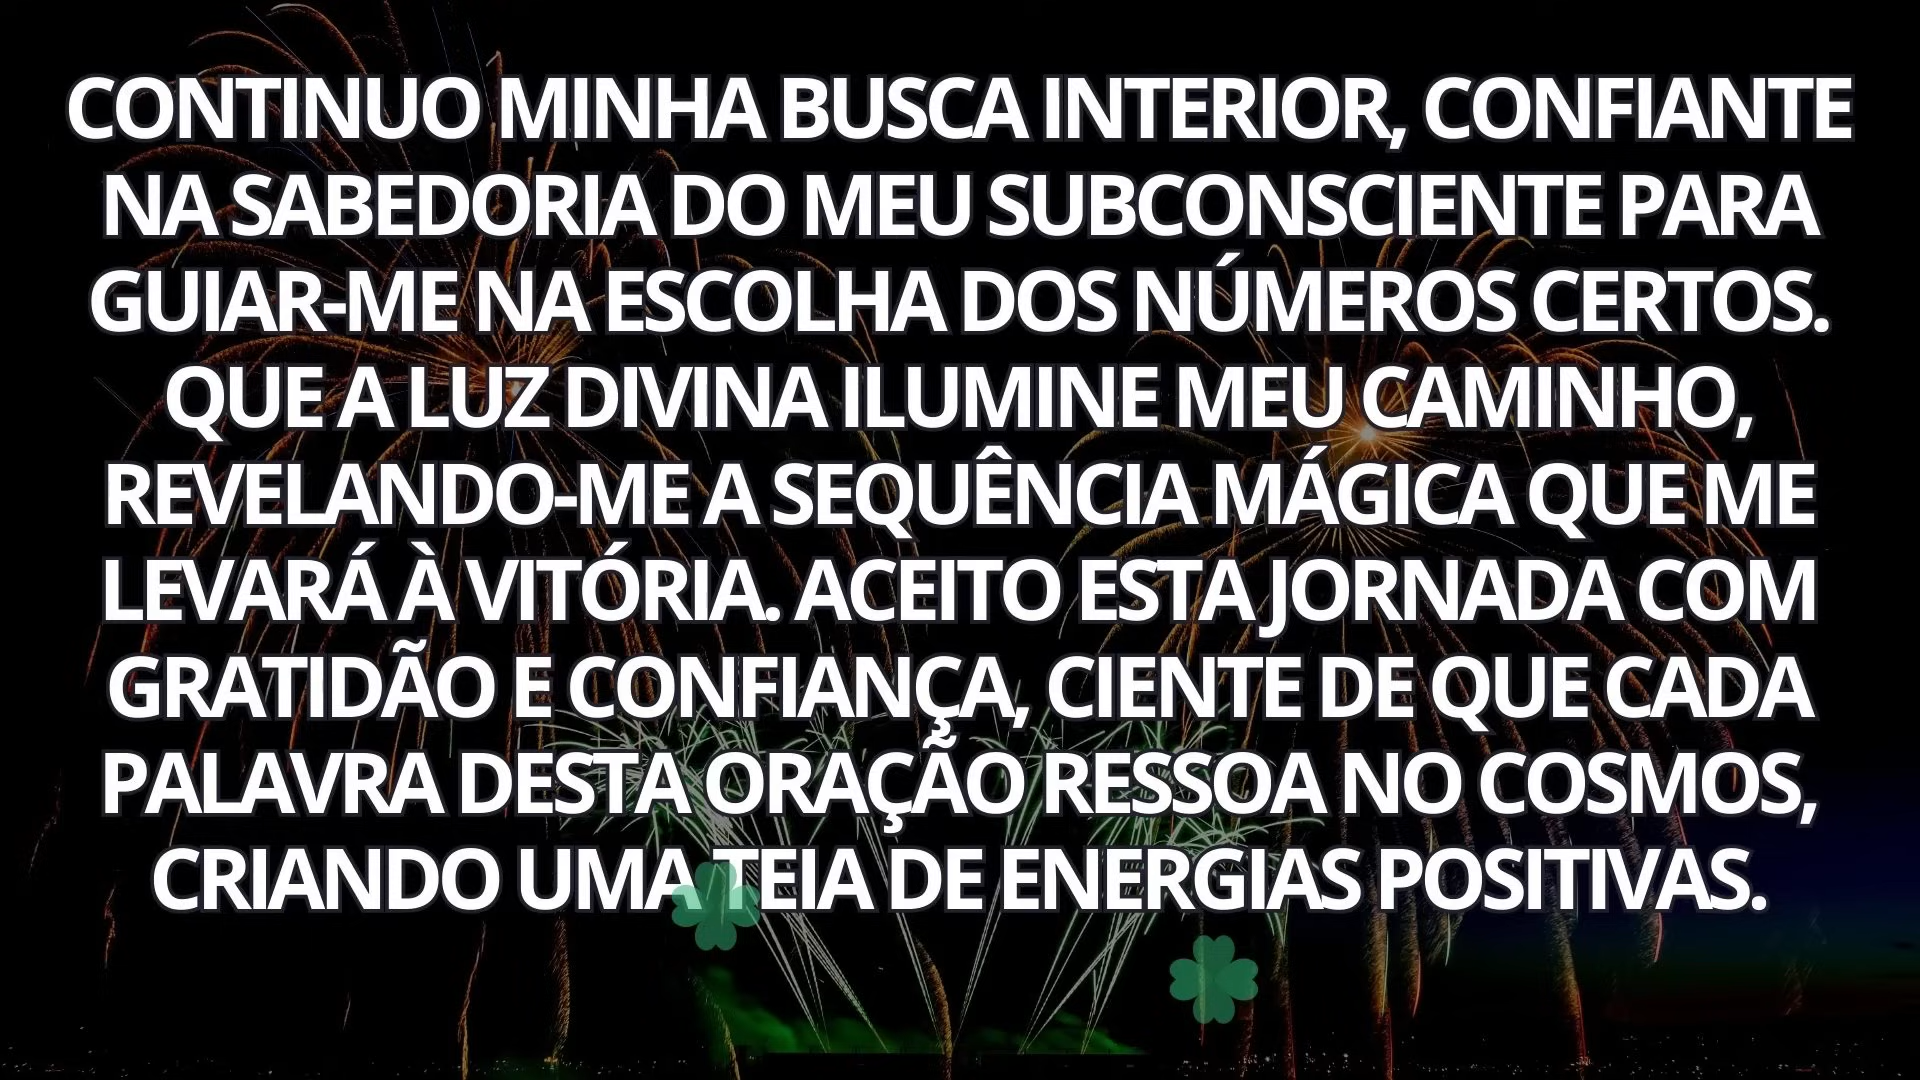 CONTINUO MINHA BUSCA INTERIOR, CONFIANTE
NA SABEDORIA DO MEU SUBCONSCIENTE PARA
GUIAR-ME NA ESCOLHA DOS NÚMEROS CERTOS.
QUE A LUZ DIVINA ILUMINE MEU CAMINHO,
REVELANDO-ME A SEQUÊNCIA MÁGICA QUE ME
LEVARÁ À VITÓRIA. ACEITO ESTA JORNADA COM
GRATIDÃO E CONFIANÇA, CIENTE DE QUE CADA
PALAVRA DESTA ORAÇÃO RESSOA NO COSMOS,
CRIANDO UMA TEIA DE ENERGIAS POSITIVAS.